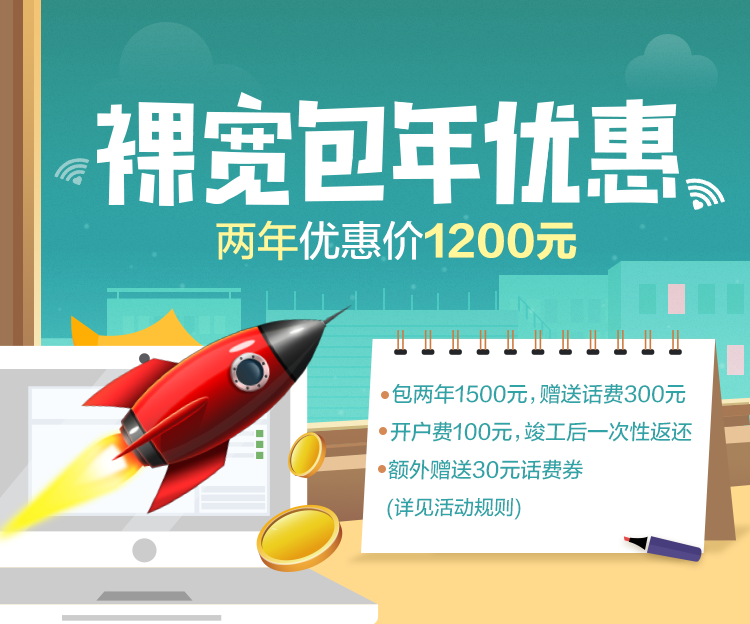 裸宽包年优惠
两年优惠价1200元
包两年1500元,赠送话费300元
开户费100元,竣工后一次性返还
额外赠送30元话费券
(详见活动规则)